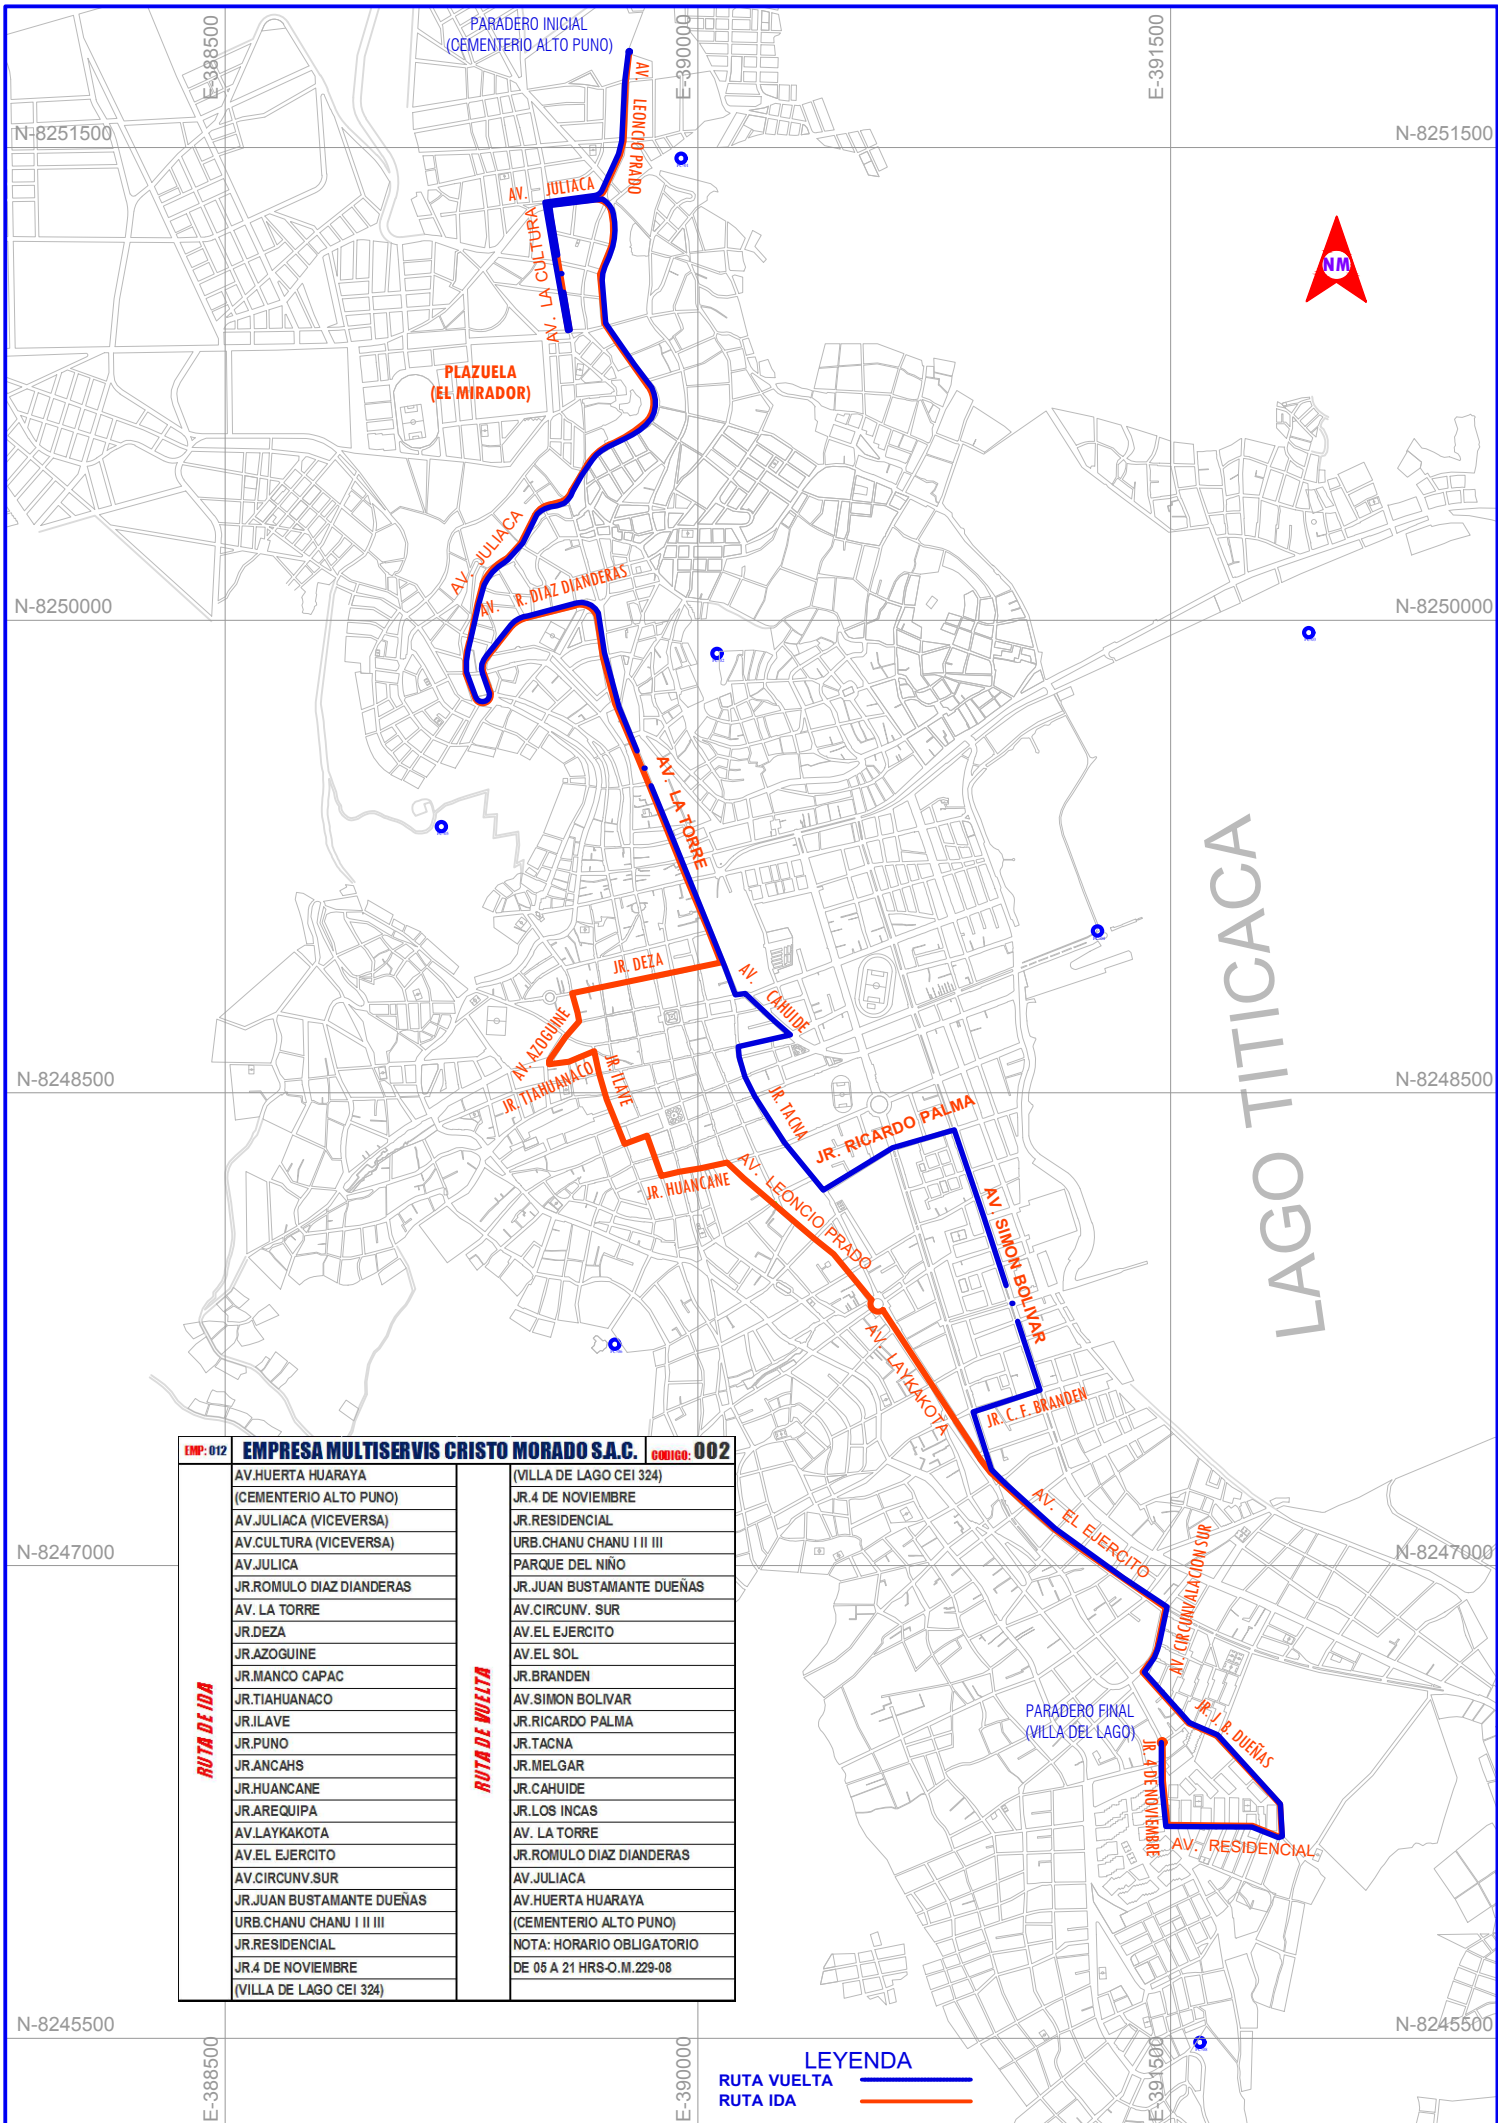 PARADERO INICIAL
(CEMENTERIO ALTO PUNO)
E-388500
E-390000
E-391500
N-8251500
N-8251500
AV. LEONCIO PRADO
AV. JULIACA
AV. LA CULTURA
NM
PLAZUELA
(EL MIRADOR)
AV. JULIACA
AV. R. DIAZ DIANDERAS
N-8250000
N-8250000
AV. LA TORRE
LAGO TITICACA
JR. DEZA
AV. CAHUIDE
AV. AZOGUINE
JR. TIAHUANACO
JR. ILAVE
N-8248500
N-8248500
JR. TACNA
JR. RICARDO PALMA
JR. HUANCANE
AV. LEONCIO PRADO
AV. SIMON BOLIVAR
AV. LAYKAKOTA
JR. C. F. BRANDEN
EMP: 012 EMPRESA MULTISERVIS CRISTO MORADO S.A.C. CODIGO: 002
RUTA DE IDA
AV.HUERTA HUARAYA
(CEMENTERIO ALTO PUNO)
AV.JULIACA (VICEVERSA)
AV.CULTURA (VICEVERSA)
AV.JULICA
JR.ROMULO DIAZ DIANDERAS
AV. LA TORRE
JR.DEZA
JR.AZOGUINE
JR.MANCO CAPAC
JR.TIAHUANACO
JR.ILAVE
JR.PUNO
JR.ANCAHS
JR.HUANCANE
JR.AREQUIPA
AV.LAYKAKOTA
AV.EL EJERCITO
AV.CIRCUNV.SUR
JR.JUAN BUSTAMANTE DUEÑAS
URB.CHANU CHANU I II III
JR.RESIDENCIAL
JR.4 DE NOVIEMBRE
(VILLA DE LAGO CEI 324)
RUTA DE VUELTA
(VILLA DE LAGO CEI 324)
JR.4 DE NOVIEMBRE
JR.RESIDENCIAL
URB.CHANU CHANU I II III
PARQUE DEL NIÑO
JR.JUAN BUSTAMANTE DUEÑAS
AV.CIRCUNV. SUR
AV.EL EJERCITO
AV.EL SOL
JR.BRANDEN
AV.SIMON BOLIVAR
JR.RICARDO PALMA
JR.TACNA
JR.MELGAR
JR.CAHUIDE
JR.LOS INCAS
AV. LA TORRE
JR.ROMULO DIAZ DIANDERAS
AV.JULIACA
AV.HUERTA HUARAYA
(CEMENTERIO ALTO PUNO)
NOTA: HORARIO OBLIGATORIO
DE 05 A 21 HRS-O.M.229-08
AV. EL EJERCITO
AV. CIRCUNVALACION SUR
N-8247000
N-8247000
PARADERO FINAL
(VILLA DEL LAGO)
JR. J. B. DUEÑAS
JR. 4 DE NOVIEMBRE
AV. RESIDENCIAL
N-8245500
N-8245500
E-388500
E-390000
E-391500
LEYENDA
RUTA VUELTA
RUTA IDA